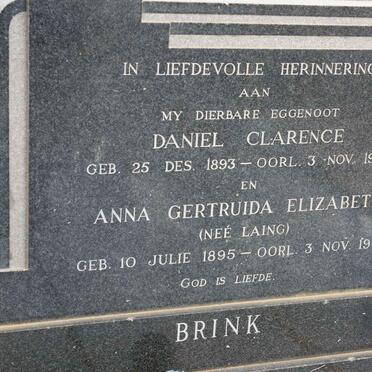 IN LIEFDEVOLLE HERINNERING
AAN
MY DIERBARE EGGENOOT
DANIEL CLARENCE
GEB. 25 DES. 1893 — OORL. 3 NOV. 19
EN
ANNA GERTRUIDA ELIZABET
(NEÉ LAING)
GEB. 10 JULIE 1895 — OORL. 3 NOV. 19
GOD IS LIEFDE.
BRINK